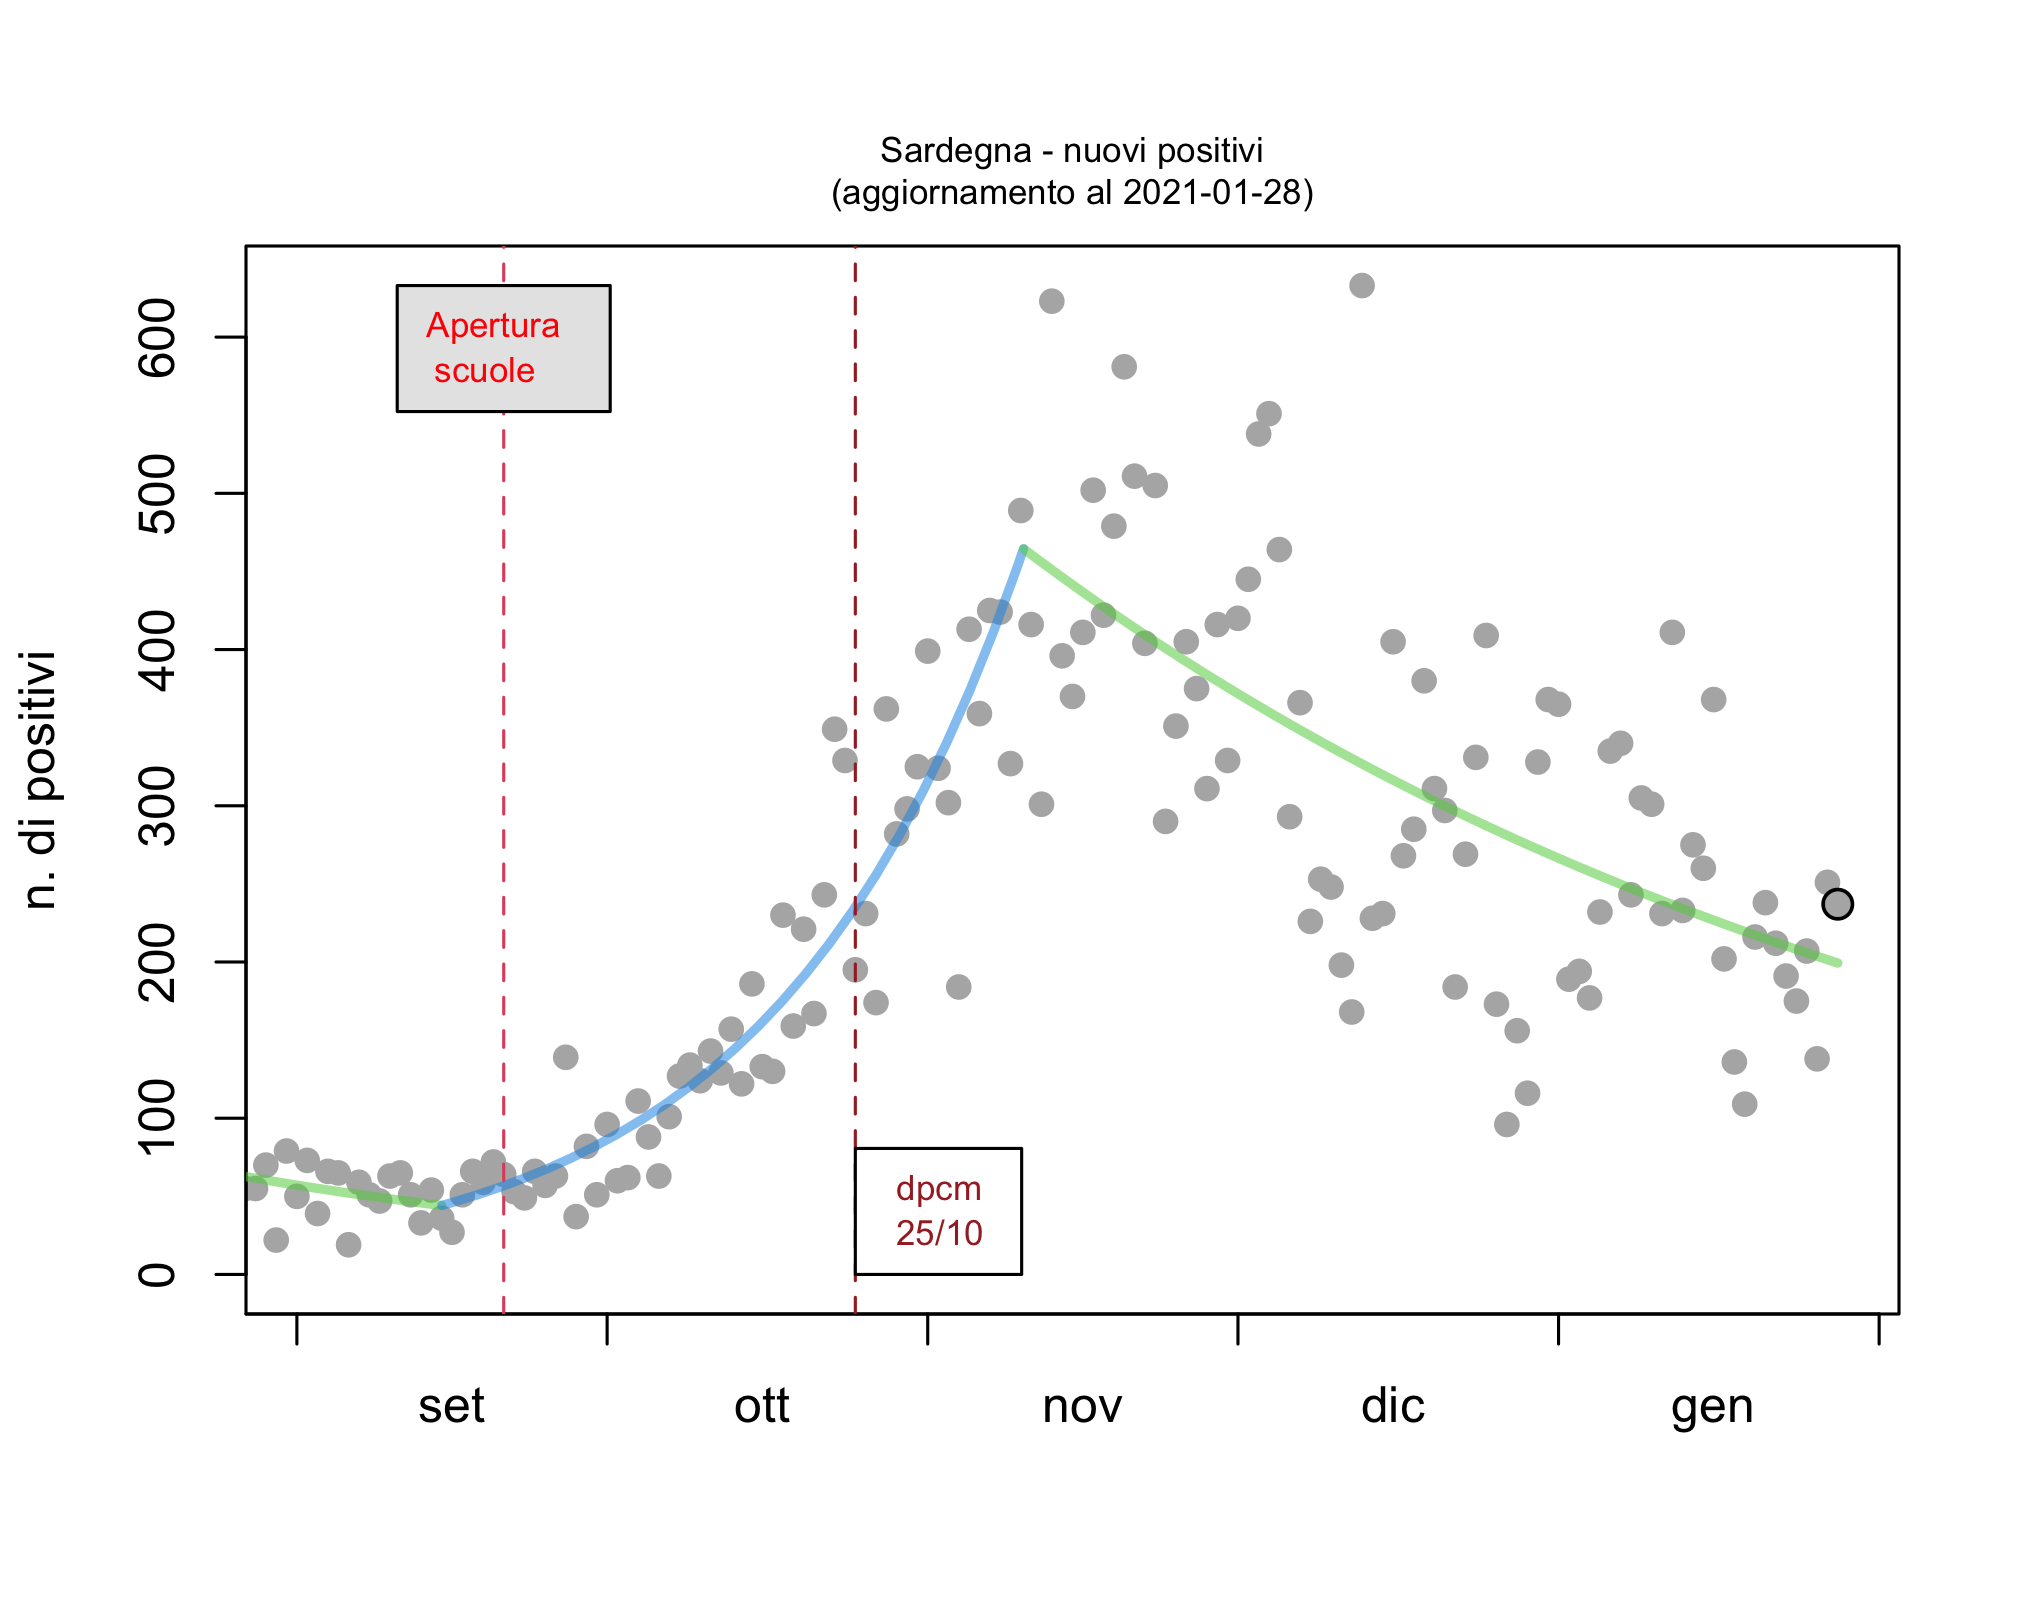 Sardegna - nuovi positivi
(aggiornamento al 2021-01-28)
n. di positivi
600
500
400
300
200
100
0
Apertura
scuole
dpcm
25/10
set
ott
nov
dic
gen